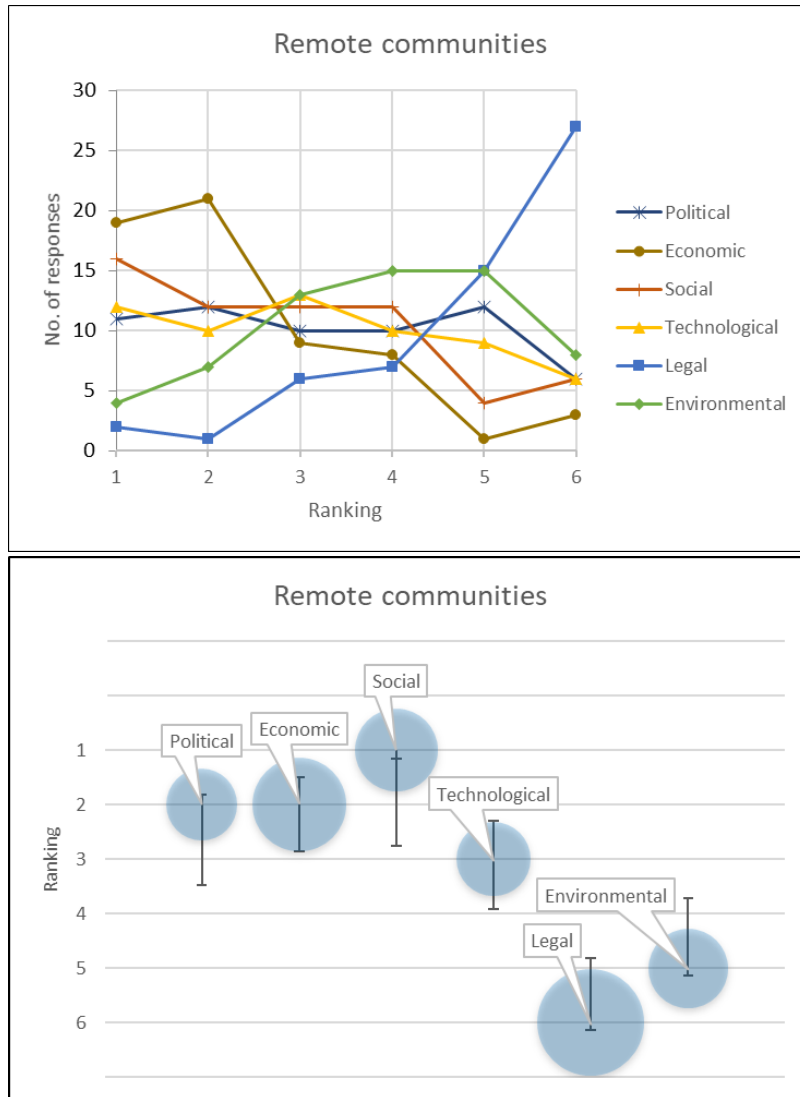 Remote communities
30
25
20
15
10
5
0
No. of responses
1 2 3 4 5 6
Ranking
Political
Economic
Social
Technological
Legal
Environmental
Remote communities
Social
Economic
Political
1
Technological
2
3
Ranking
4
Environmental
Legal
5
6